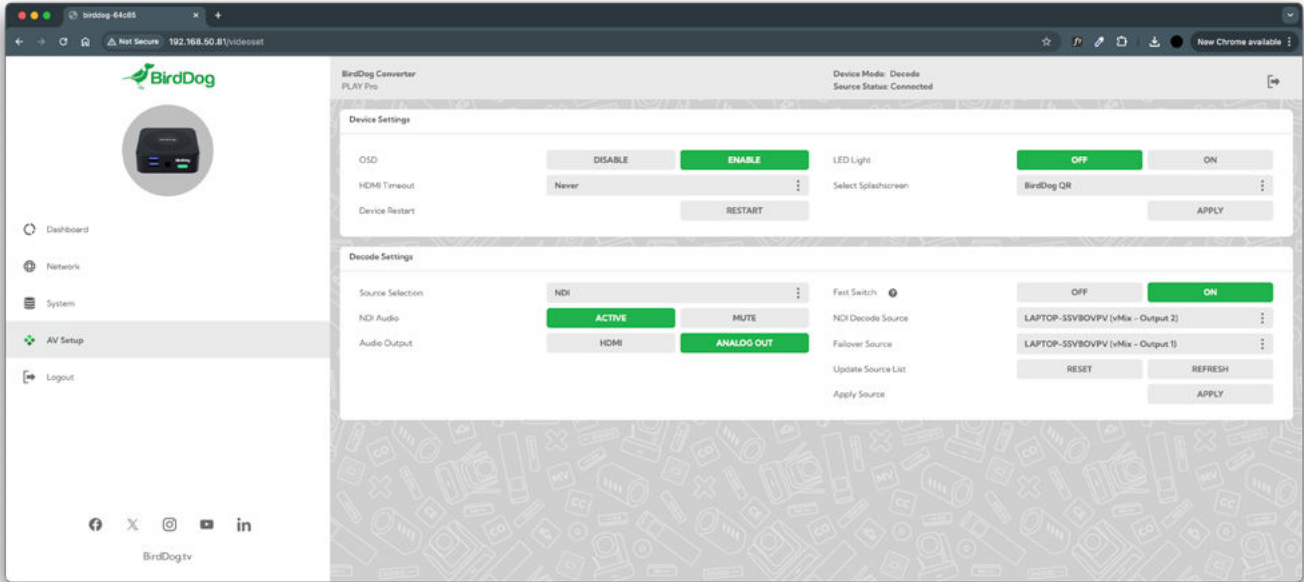 birddog-64c85
Not Secure 192.168.50.81/videoset
New Chrome available
BirdDog
BirdDog Converter
PLAY Pro
Device Mode: Decode
Source Status: Connected
Dashboard
Network
System
AV Setup
Logout
BirdDog.tv
Device Settings
OSD DISABLE ENABLE LED Light OFF ON
HDMI Timeout Never Select Splashscreen BirdDog QR
Device Restart RESTART APPLY
Decode Settings
Source Selection NDI Fast Switch OFF ON
NDI Audio ACTIVE MUTE NDI Decode Source LAPTOP-SSVBOVPV (vMix - Output 2)
Audio Output HDMI ANALOG OUT Failover Source LAPTOP-SSVBOVPV (vMix - Output 1)
Update Source List RESET REFRESH
Apply Source APPLY